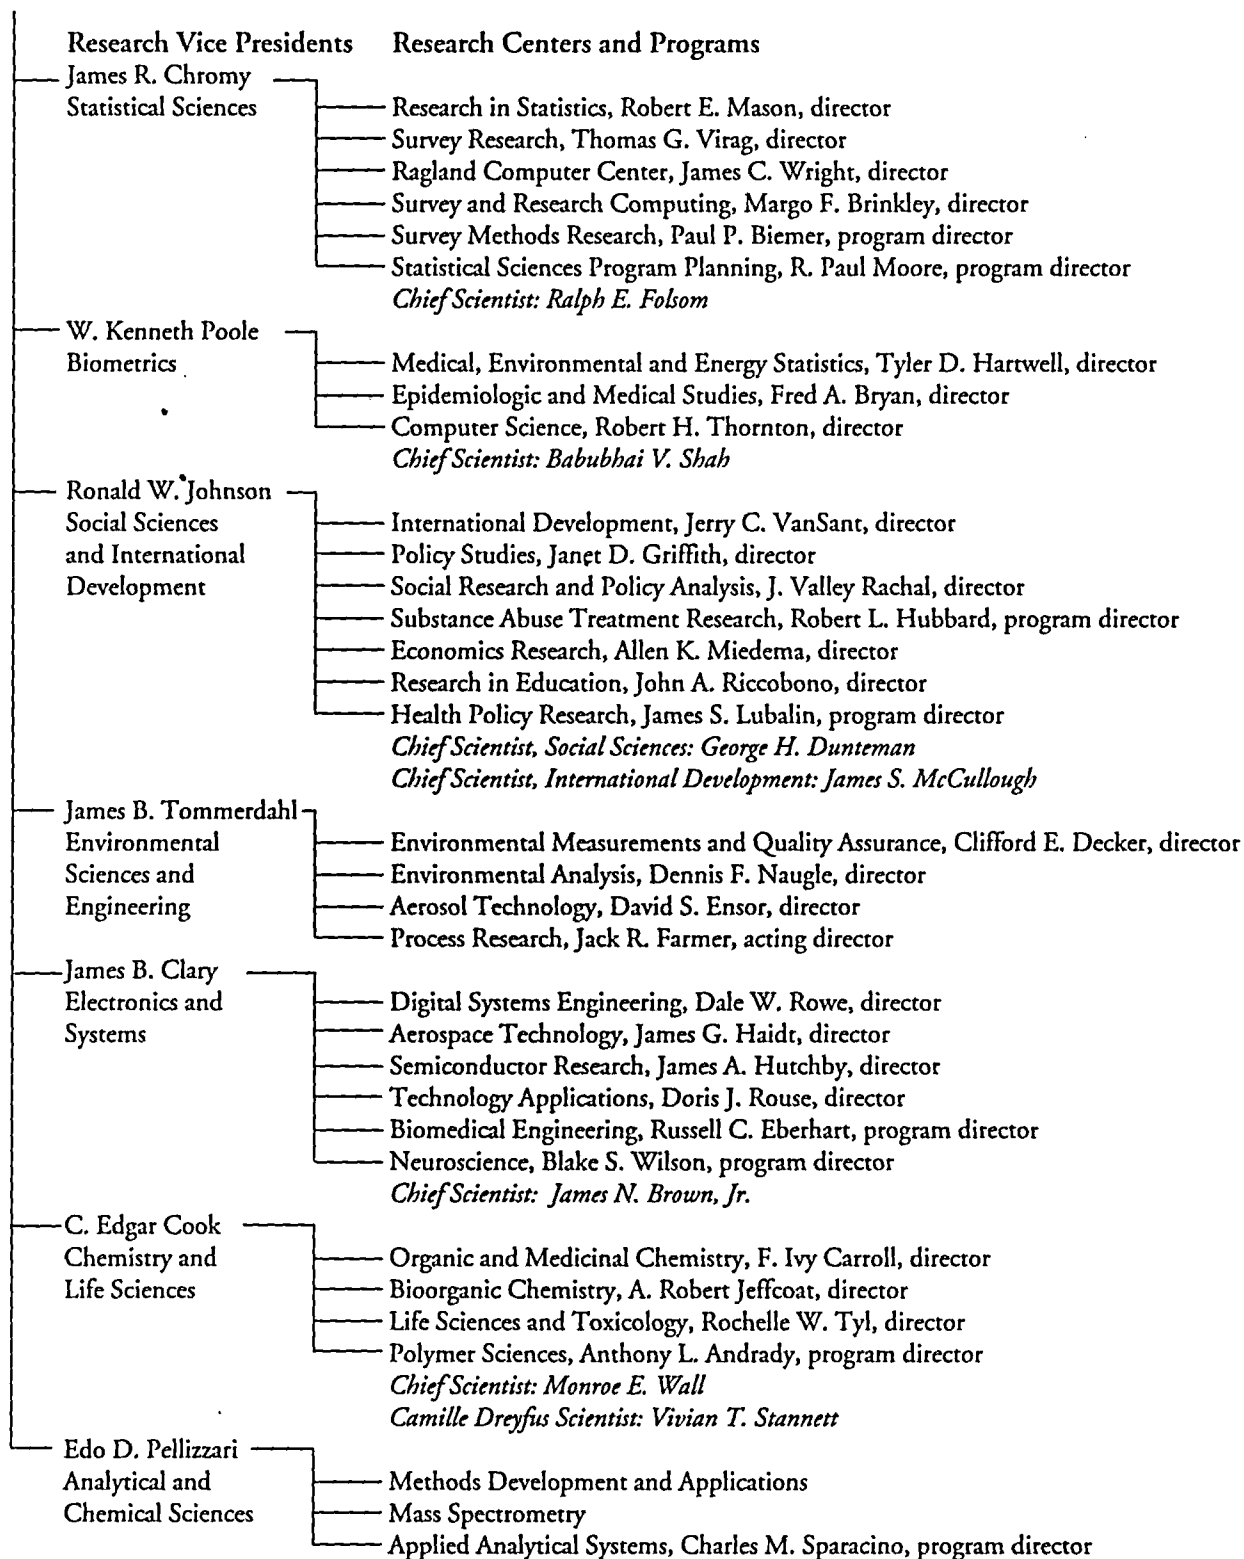 Research Vice Presidents Research Centers and Programs
James R. Chromy
Statistical Sciences
Research in Statistics, Robert E. Mason, director
Survey Research, Thomas G. Virag, director
Ragland Computer Center, James C. Wright, director
Survey and Research Computing, Margo F. Brinkley, director
Survey Methods Research, Paul P. Biemer, program director
Statistical Sciences Program Planning, R. Paul Moore, program director
Chief Scientist: Ralph E. Folsom
W. Kenneth Poole
Biometrics
Medical, Environmental and Energy Statistics, Tyler D. Hartwell, director
Epidemiologic and Medical Studies, Fred A. Bryan, director
Computer Science, Robert H. Thornton, director
Chief Scientist: Babubhai V. Shah
Ronald W. Johnson
Social Sciences
and International
Development
International Development, Jerry C. VanSant, director
Policy Studies, Janet D. Griffith, director
Social Research and Policy Analysis, J. Valley Rachal, director
Substance Abuse Treatment Research, Robert L. Hubbard, program director
Economics Research, Allen K. Miedema, director
Research in Education, John A. Riccobono, director
Health Policy Research, James S. Lubalin, program director
Chief Scientist, Social Sciences: George H. Dunteman
Chief Scientist, International Development: James S. McCullough
James B. Tommerdahl
Environmental
Sciences and
Engineering
Environmental Measurements and Quality Assurance, Clifford E. Decker, director
Environmental Analysis, Dennis F. Naugle, director
Aerosol Technology, David S. Ensor, director
Process Research, Jack R. Farmer, acting director
James B. Clary
Electronics and
Systems
Digital Systems Engineering, Dale W. Rowe, director
Aerospace Technology, James G. Haidt, director
Semiconductor Research, James A. Hutchby, director
Technology Applications, Doris J. Rouse, director
Biomedical Engineering, Russell C. Eberhart, program director
Neuroscience, Blake S. Wilson, program director
Chief Scientist: James N. Brown, Jr.
C. Edgar Cook
Chemistry and
Life Sciences
Organic and Medicinal Chemistry, F. Ivy Carroll, director
Bioorganic Chemistry, A. Robert Jeffcoat, director
Life Sciences and Toxicology, Rochelle W. Tyl, director
Polymer Sciences, Anthony L. Andrady, program director
Chief Scientist: Monroe E. Wall
Camille Dreyfus Scientist: Vivian T. Stannett
Edo D. Pellizzari
Analytical and
Chemical Sciences
Methods Development and Applications
Mass Spectrometry
Applied Analytical Systems, Charles M. Sparacino, program director